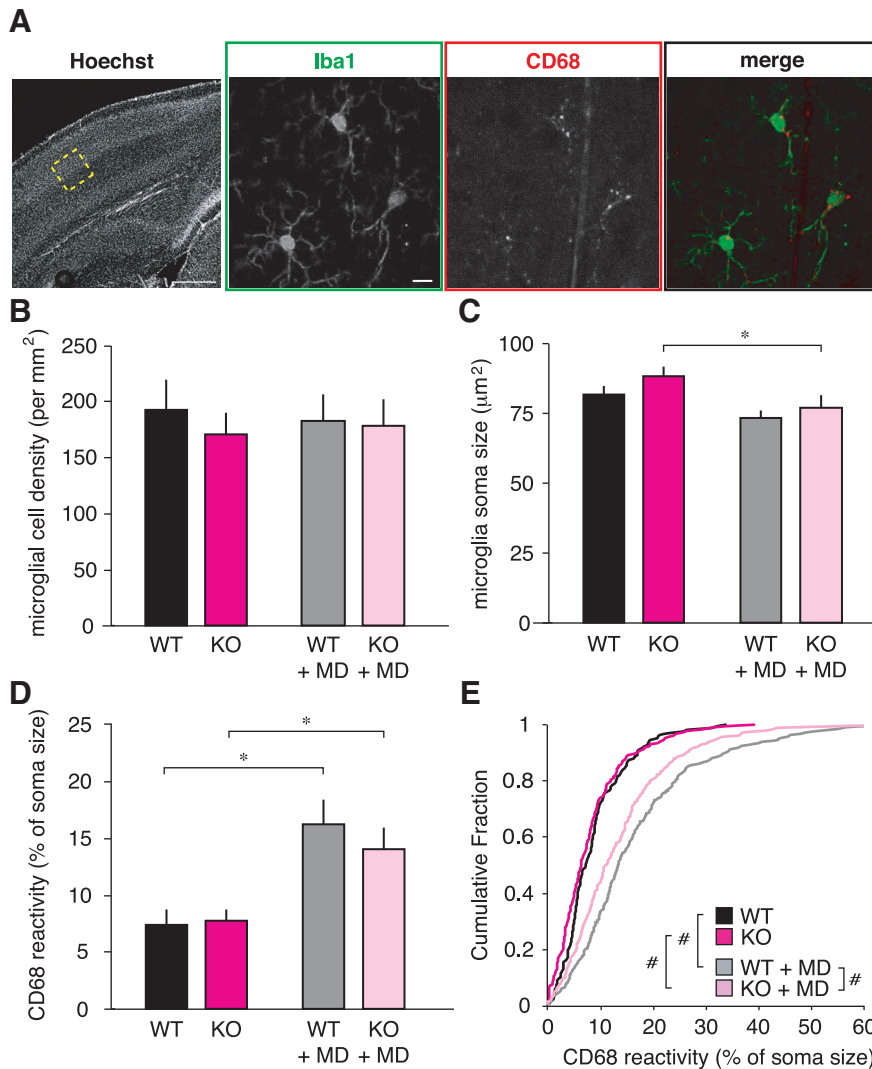 A
Hoechst
Iba1
CD68
merge
B
microglial cell density (per mm²)
250
200
150
100
50
0
WT
KO
WT + MD
KO + MD
C
microglia soma size (µm²)
100
75
50
25
0
*
WT
KO
WT + MD
KO + MD
D
CD68 reactivity (% of soma size)
25
20
15
10
5
0
*
*
WT
KO
WT + MD
KO + MD
E
Cumulative Fraction
1
0.8
0.6
0.4
0.2
0
0
10
20
30
40
50
60
CD68 reactivity (% of soma size)
WT
KO
WT + MD
KO + MD
#
#
#